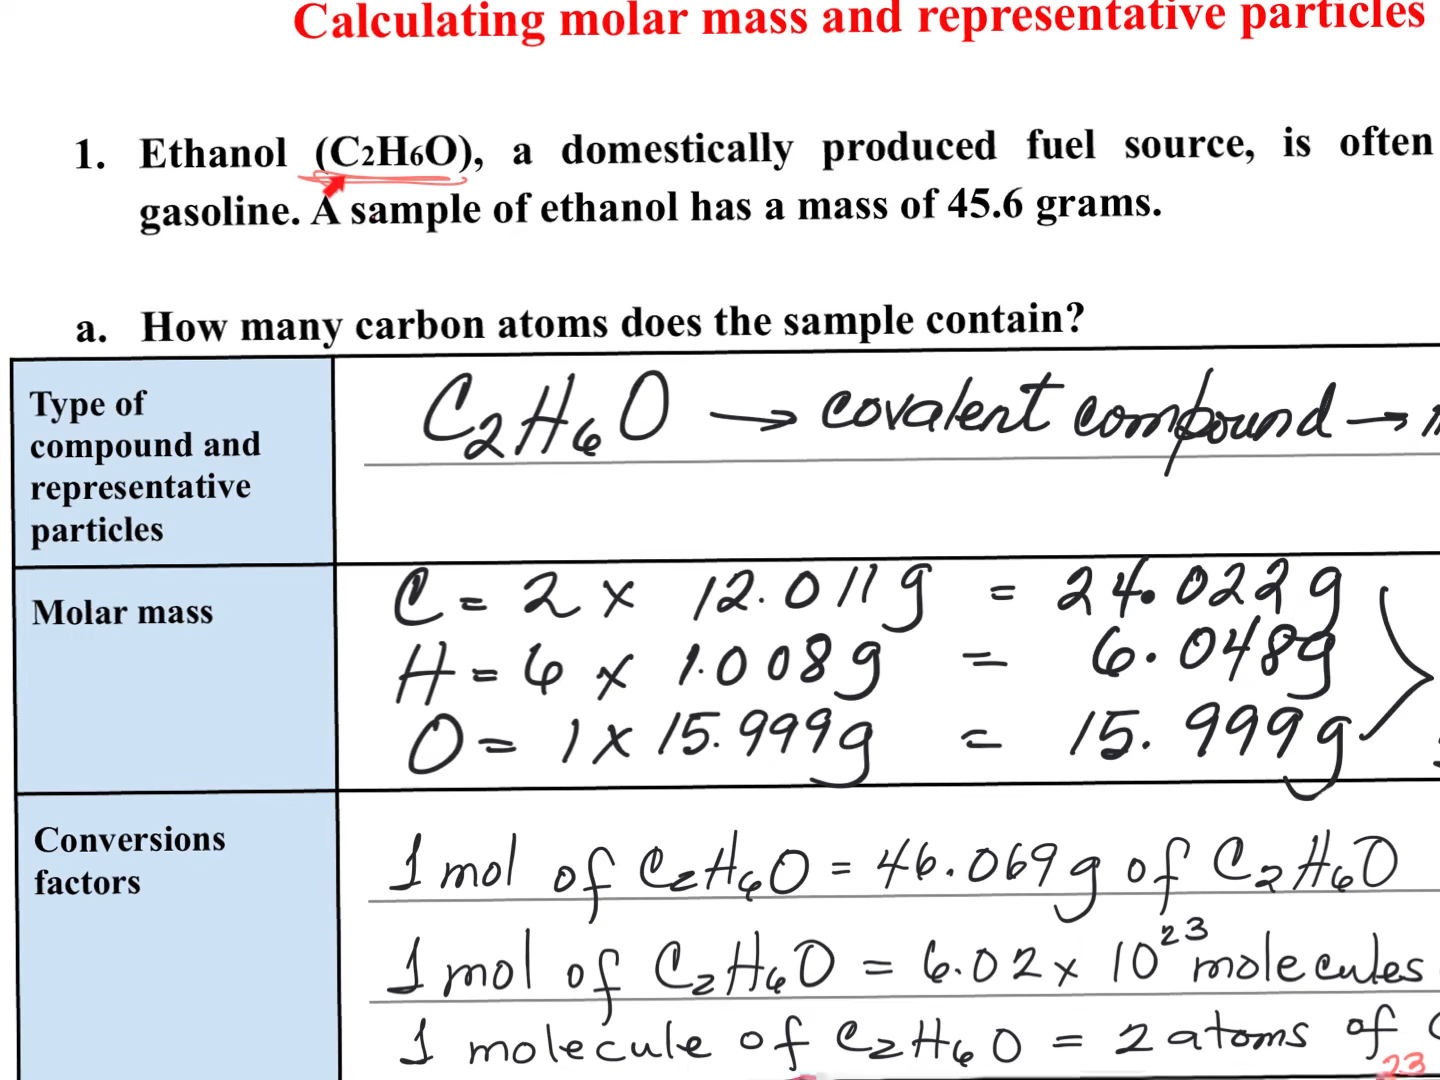 Calculating molar mass and representative particles
1. Ethanol (C2H6O), a domestically produced fuel source, is often
gasoline. A sample of ethanol has a mass of 45.6 grams.
a. How many carbon atoms does the sample contain?
Type of
compound and
representative
particles
C2H6O → covalent compound →
Molar mass
C = 2 x 12.011g = 24.022g
H = 6 x 1.008g = 6.048g
O = 1 x 15.999g = 15.999g
Conversions
factors
1 mol of C2H6O = 46.069g of C2H6O
1 mol of C2H6O = 6.02 x 10^23 molecules
1 molecule of C2H6O = 2 atoms of
23